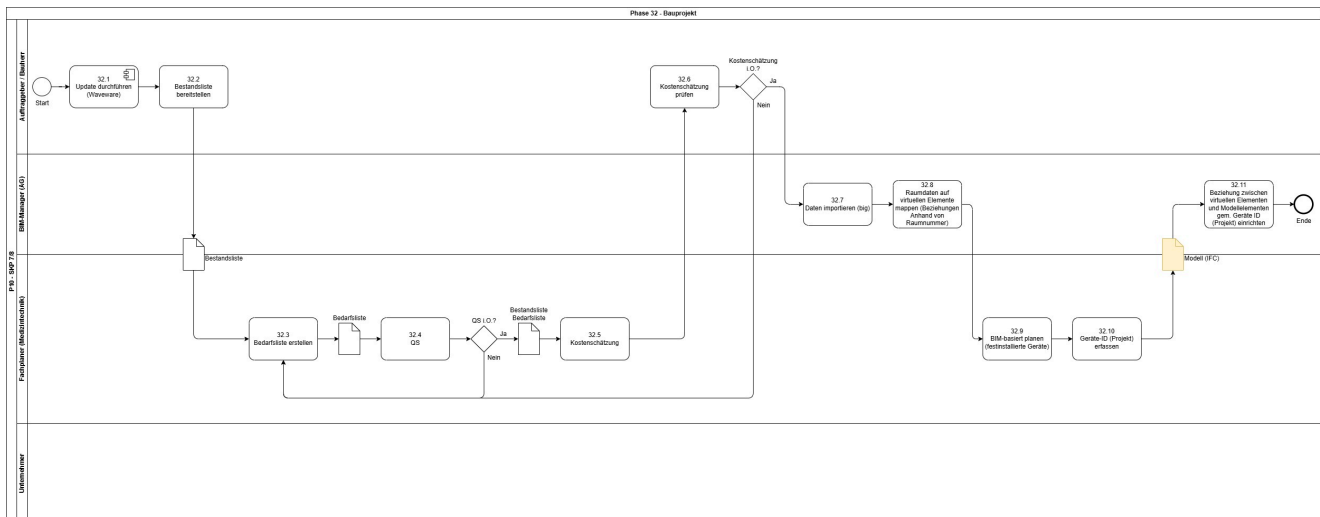 Phase 32 - Bauprojekt
P10 - SKP 7/8
Auftraggeber / Bauherr
Start
32.1
Update durchführen
(Waveware)
32.2
Bestandsliste
bereitstellen
32.6
Kostenschätzung
prüfen
Kostenschätzung
i.O.?
Ja
Nein
BIM-Manager (AG)
Bestandsliste
32.7
Daten importieren (big)
32.8
Raumdaten auf
virtuellen Elemente
mappen (Beziehungen
Anhand von
Raumnummer)
32.11
Beziehung zwischen
virtuellen Elementen
und Modellelementen
gem. Geräte ID
(Projekt) einrichten
Ende
Modell (IFC)
Fachplaner (Medizintechnik)
32.3
Bedarfsliste erstellen
Bedarfsliste
32.4
QS
QS i.O.?
Ja
Nein
Bestandsliste
Bedarfsliste
32.5
Kostenschätzung
32.9
BIM-basiert planen
(festinstallierte Geräte)
32.10
Geräte-ID (Projekt)
erfassen
Unternehmer